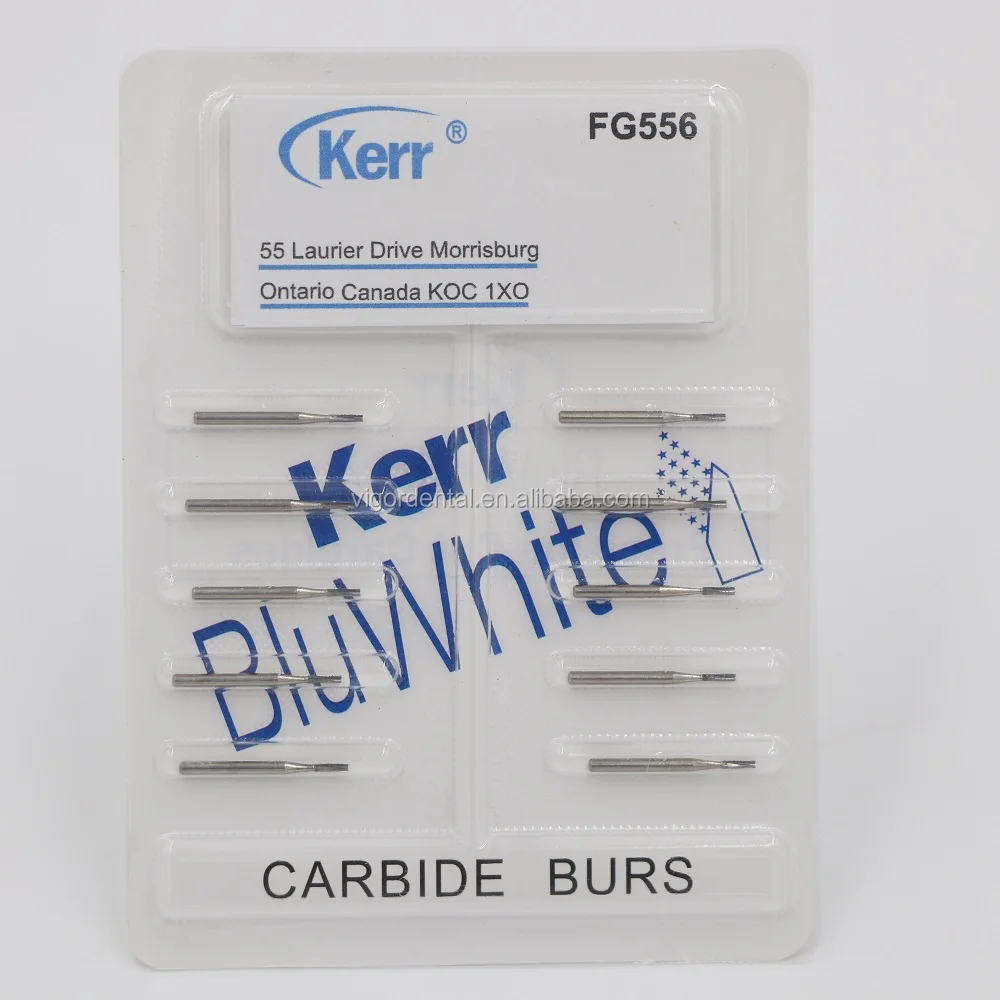 Kerr®
FG556
55 Laurier Drive Morrisburg
Ontario Canada KOC 1XO
Kerr
vigordental.en.alibaba.com
BluWhite
CARBIDE BURS